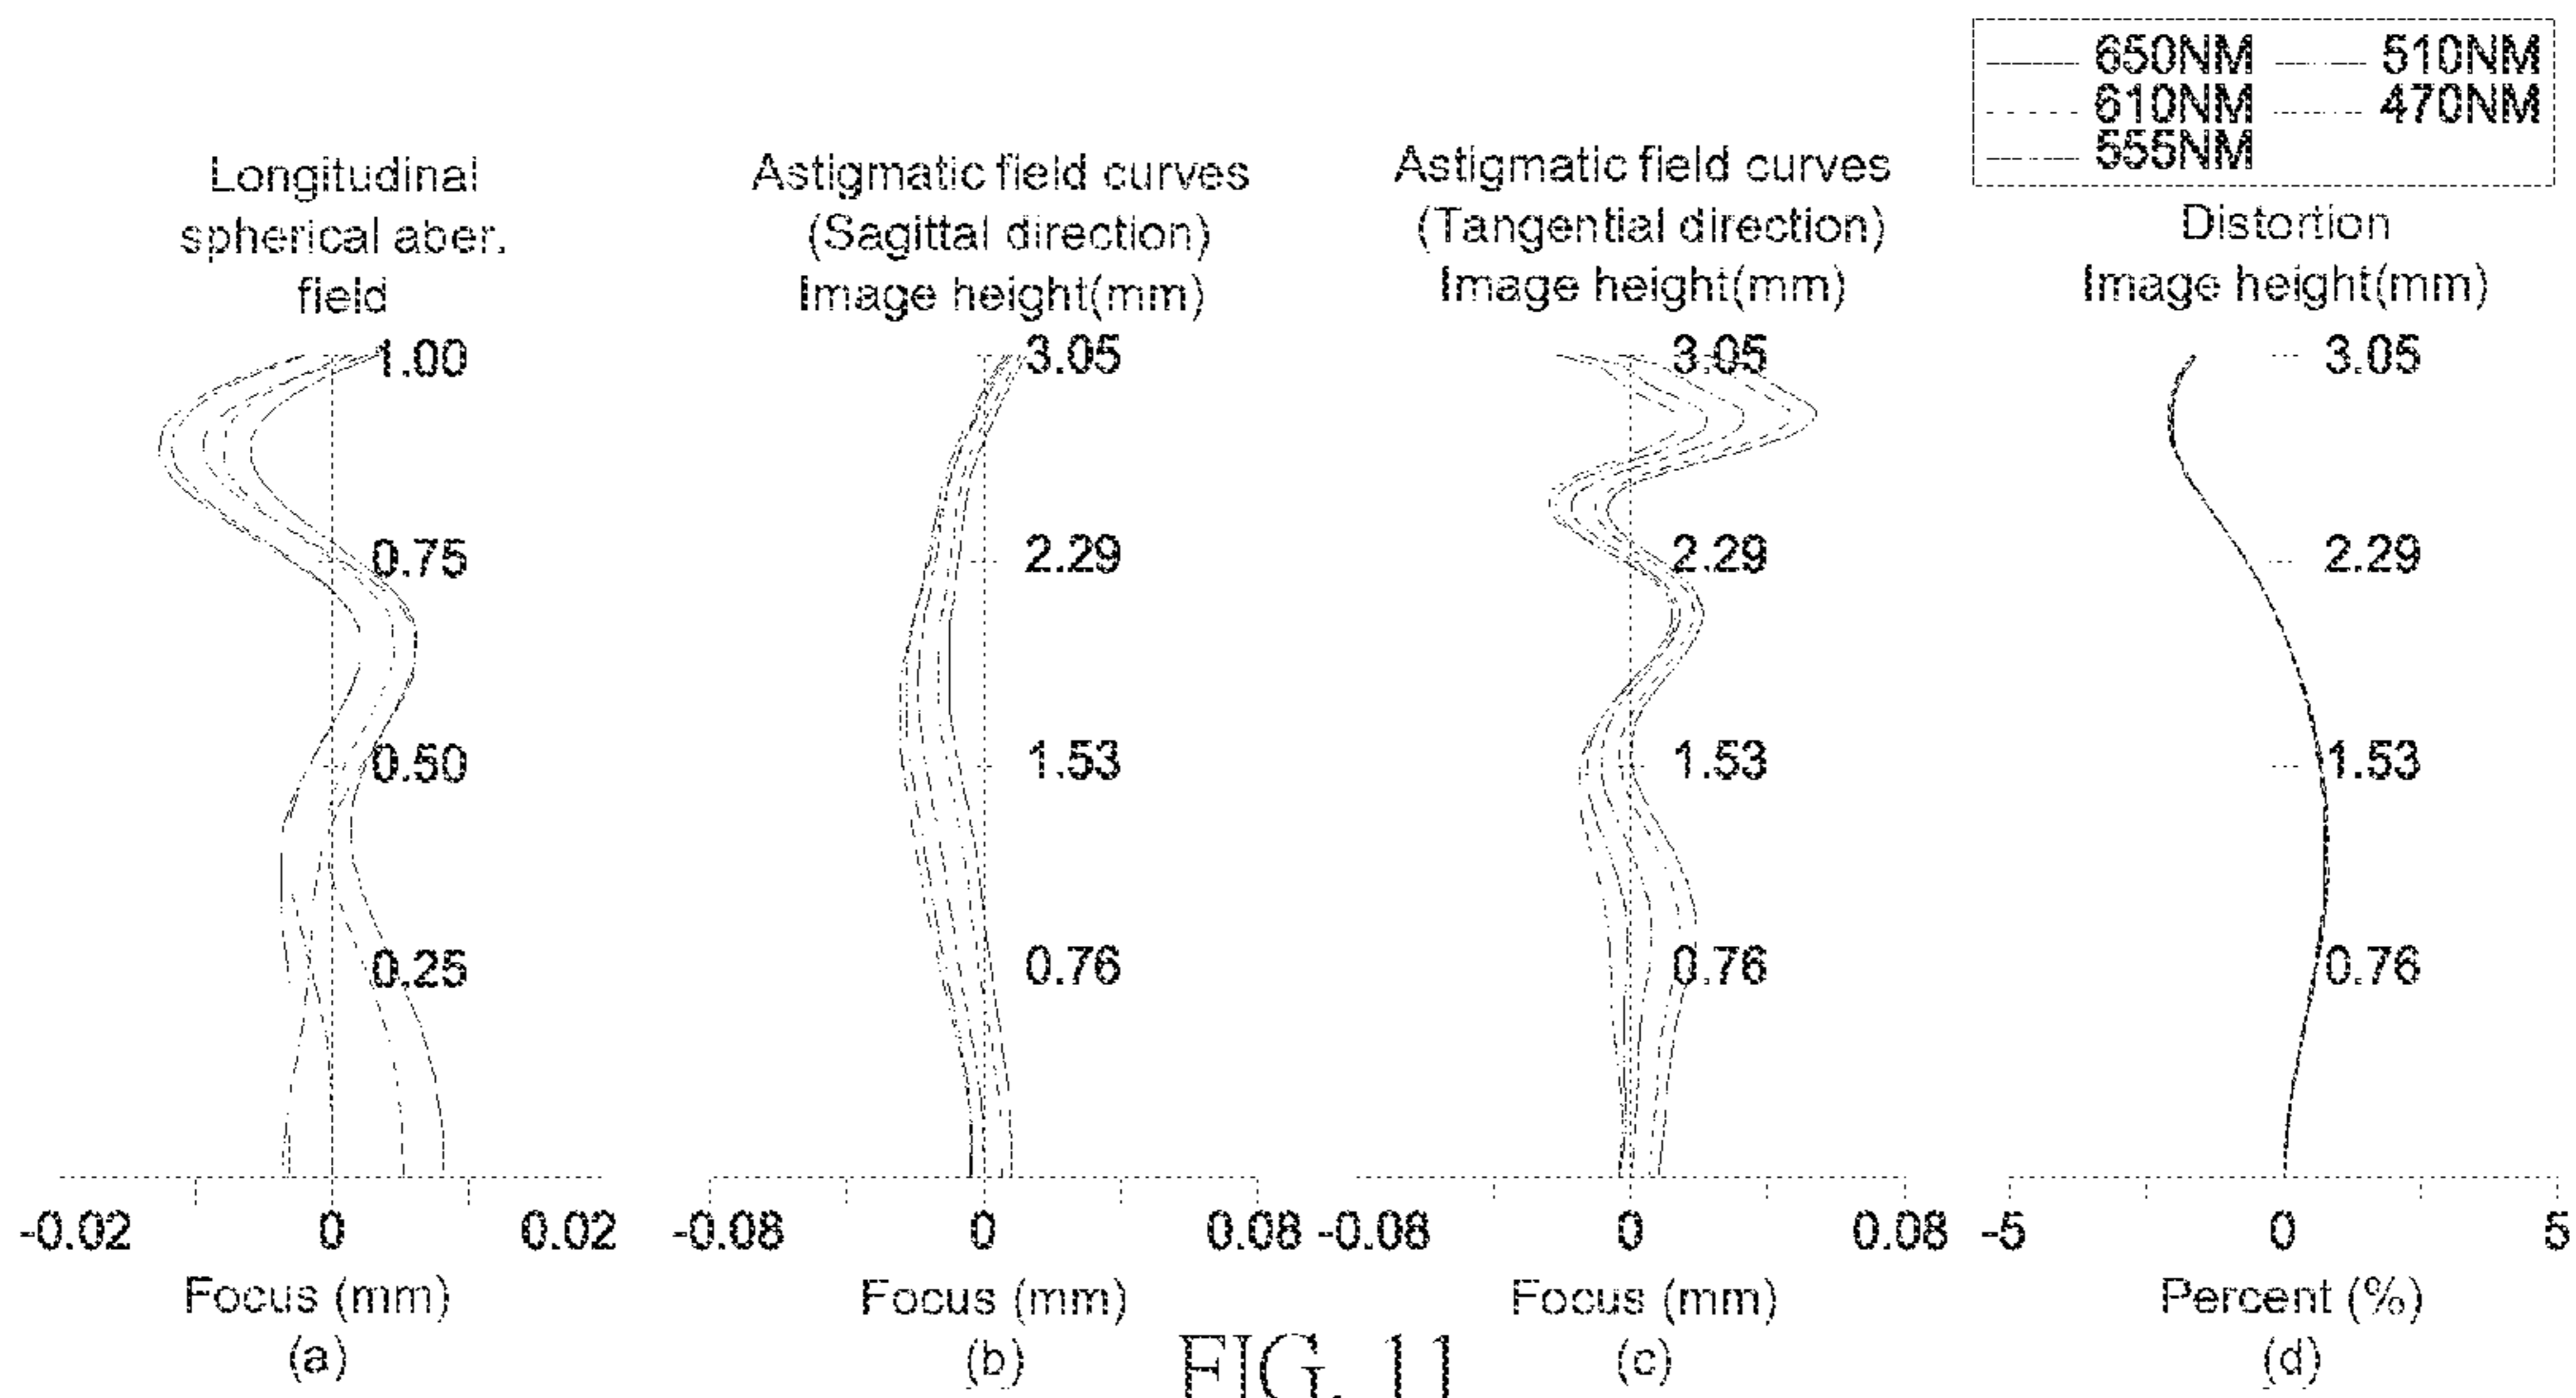 650NM 510NM
610NM 470NM
555NM
Longitudinal
spherical aber.
field
1.00
0.75
0.50
0.25
-0.02 0 0.02
Focus (mm)
(a)
Astigmatic field curves
(Sagittal direction)
Image height(mm)
3.05
2.29
1.53
0.76
-0.08 0 0.08
Focus (mm)
(b)
Astigmatic field curves
(Tangential direction)
Image height(mm)
3.05
2.29
1.53
0.76
-0.08 0 0.08
Focus (mm)
(c)
Distortion
Image height(mm)
3.05
2.29
1.53
0.76
-5 0 5
Percent (%)
(d)
FIG. 11